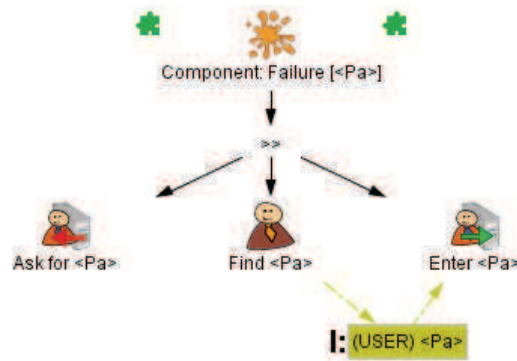 Component: Failure [<Pa>]
>>
Ask for <Pa>
Find <Pa>
Enter <Pa>
I: (USER) <Pa>